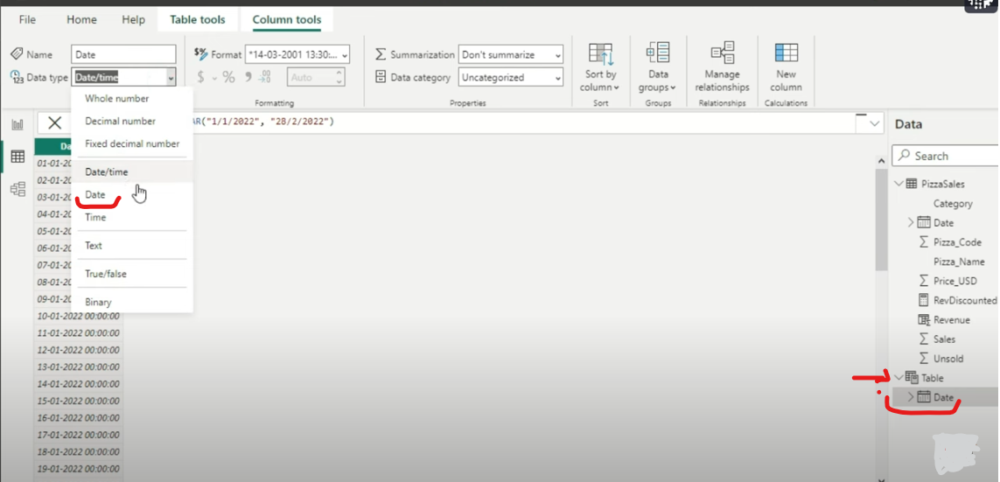 File Home Help Table tools Column tools
Name Date
Data type Date/time
$% Format *14-03-2001 13:30:...
$ % Auto
Formatting
Summarization Don't summarize
Data category Uncategorized
Properties
Sort by
column
Sort
Data
groups
Groups
Manage
relationships
Relationships
New
column
Calculations
Whole number
Decimal number
Fixed decimal number
Date/time
Date
Time
Text
True/false
Binary
AR("1/1/2022", "28/2/2022")
Da
01-01-20
02-01-20
03-01-20
04-01-20
05-01-20
06-01-20
07-01-20
08-01-20
09-01-20
10-01-2022 00:00:00
11-01-2022 00:00:00
12-01-2022 00:00:00
13-01-2022 00:00:00
14-01-2022 00:00:00
15-01-2022 00:00:00
16-01-2022 00:00:00
17-01-2022 00:00:00
18-01-2022 00:00:00
19-01-2022 00:00:00
Data
Search
PizzaSales
Category
Date
Pizza_Code
Pizza_Name
Price_USD
RevDiscounted
Revenue
Sales
Unsold
Table
Date